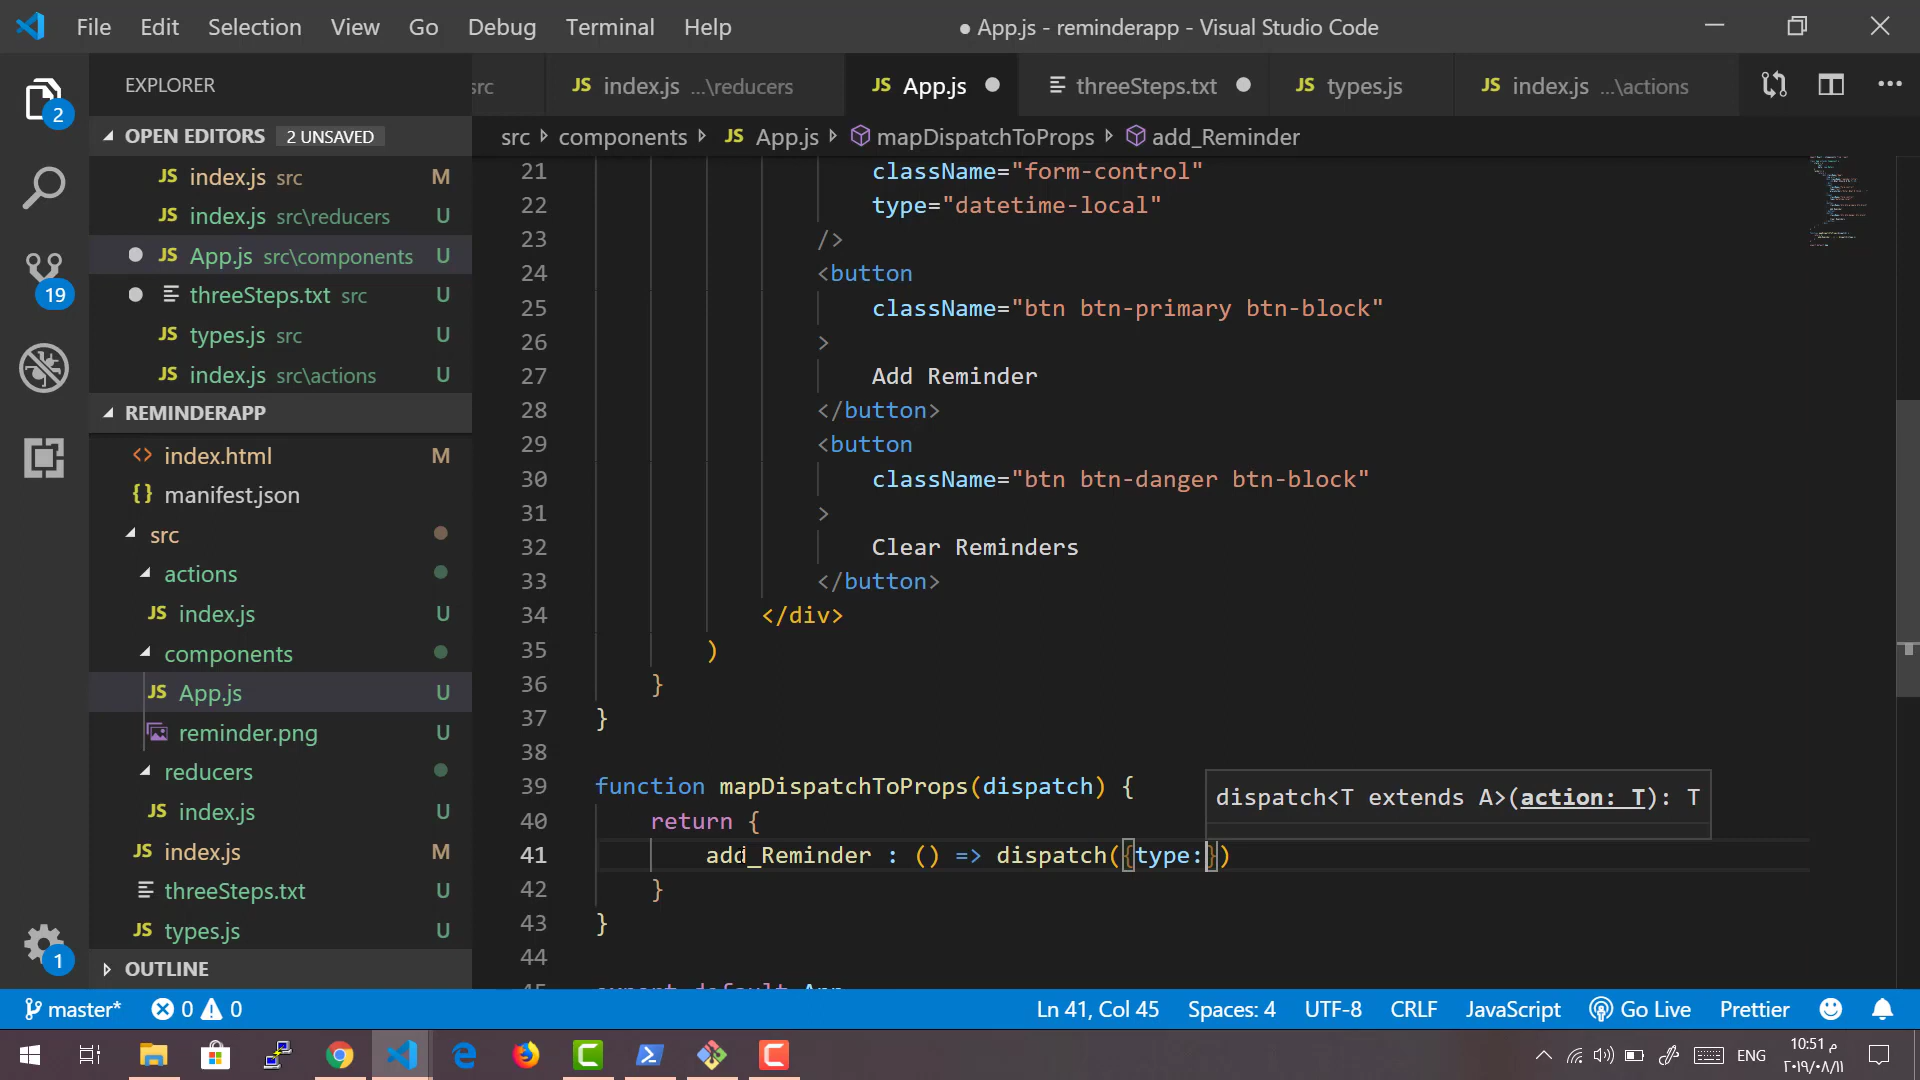 File Edit Selection View Go Debug Terminal Help
● App.js - reminderapp - Visual Studio Code
EXPLORER
src
JS index.js ...\reducers
JS App.js
threeSteps.txt
JS types.js
JS index.js ...\actions
OPEN EDITORS 2 UNSAVED
src > components > JS App.js > mapDispatchToProps > add_Reminder
JS index.js src M
JS index.js src\reducers U
JS App.js src\components U
threeSteps.txt src U
JS types.js src U
JS index.js src\actions U
REMINDERAPP
<> index.html M
{} manifest.json
src
actions
JS index.js U
components
JS App.js U
reminder.png U
reducers
JS index.js U
JS index.js M
threeSteps.txt U
JS types.js U
OUTLINE
2
19
1
21 className="form-control"
22 type="datetime-local"
23 />
24 <button
25 className="btn btn-primary btn-block"
26 >
27 Add Reminder
28 </button>
29 <button
30 className="btn btn-danger btn-block"
31 >
32 Clear Reminders
33 </button>
34 </div>
35 )
36 }
37 }
38
39 function mapDispatchToProps(dispatch) {
dispatch<T extends A>(action: T): T
40 return {
41 add_Reminder : () => dispatch({type:})
42 }
43 }
44
45 export default App
master* 0 0
Ln 41, Col 45 Spaces: 4 UTF-8 CRLF JavaScript Go Live Prettier
ENG
10:51 م
٢٠١٩/٠٨/١١